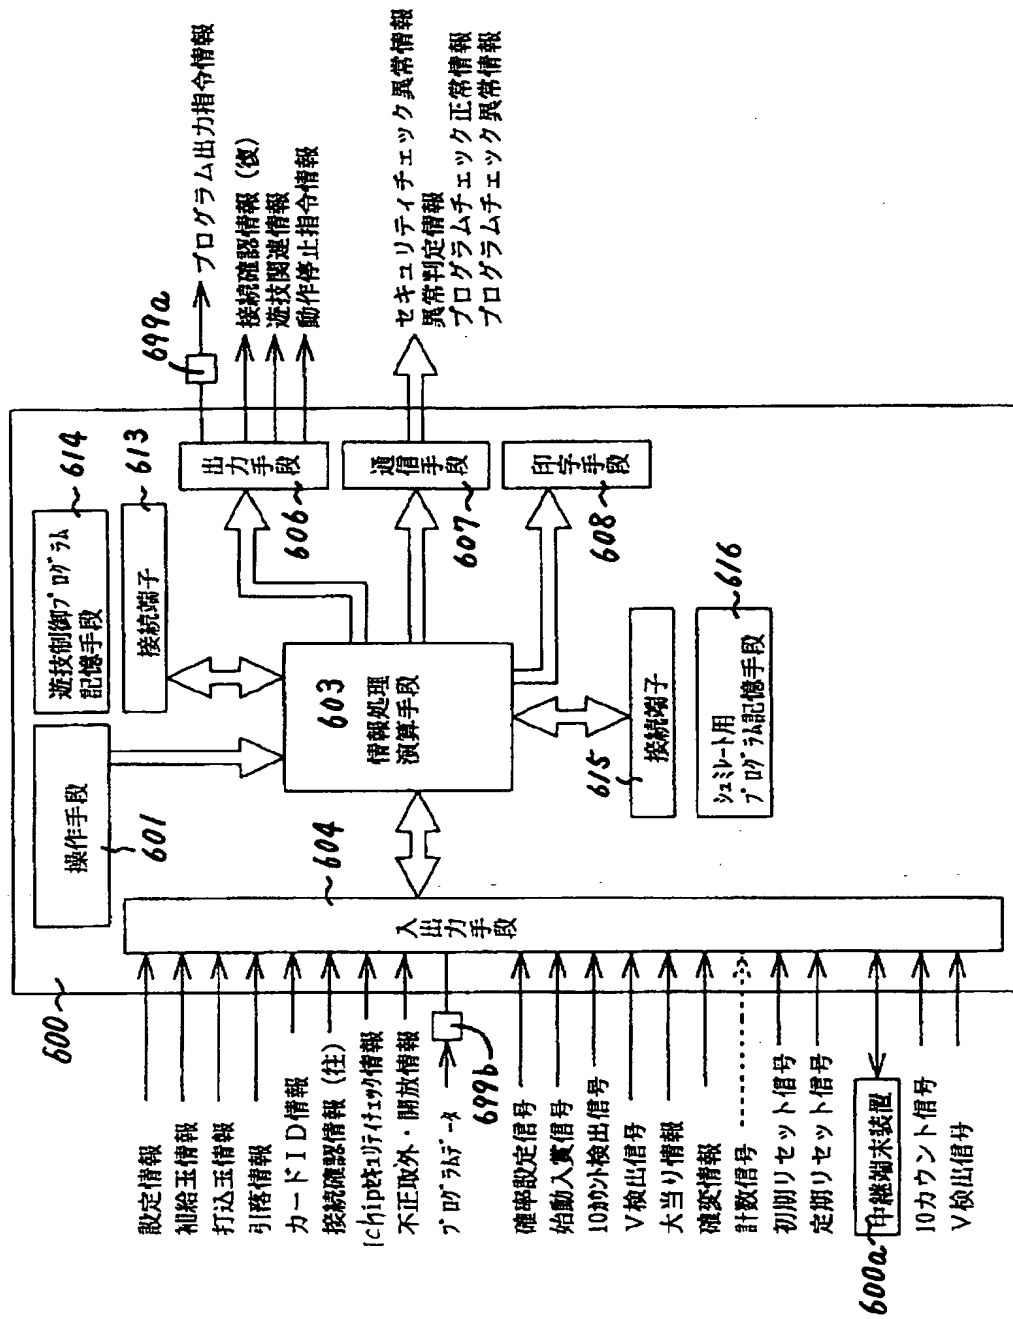 600
設定情報
補給玉情報
打込玉情報
引落情報
カードID情報
接続確認情報(往)
1chipセキュリティチェック情報
不正取外・開放情報
プログラムデータ
699b
確率設定信号
始動入賞信号
10カウント検出信号
V検出信号
大当り情報
確変情報
計数信号
初期リセット信号
定期リセット信号
中継端末装置
600a
10カウント信号
V検出信号
入出力手段
604
操作手段
601
遊技制御プログラム
記憶手段
614
接続端子
613
603
情報処理
演算手段
615
接続端子
シュミレート用
プログラム記憶手段
616
出力手段
606
通信手段
607
印字手段
608
699a
プログラム出力指令情報
接続確認情報(復)
遊技関連情報
動作停止指令情報
セキュリティチェック異常情報
異常判定情報
プログラムチェック正常情報
プログラムチェック異常情報